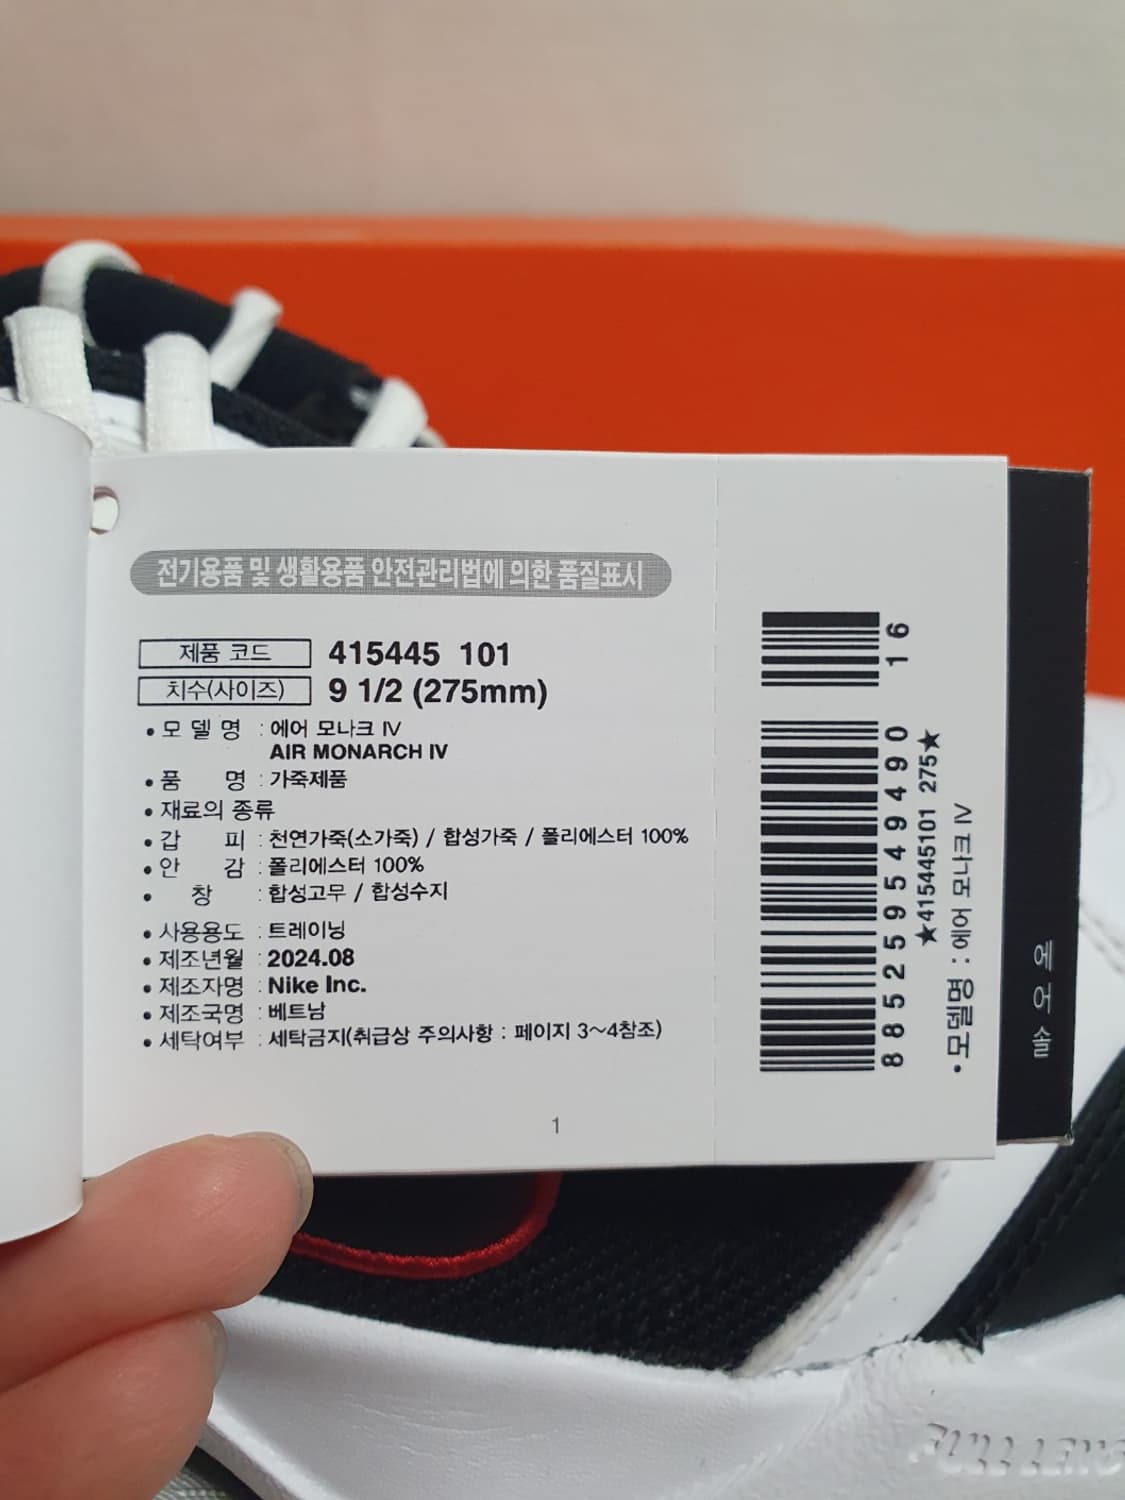 전기용품 및 생활용품 안전관리법에 의한 품질표시
제품 코드 415445 101
치수(사이즈) 9 1/2 (275mm)
• 모 델 명 : 에어 모나크 IV
AIR MONARCH IV
• 품 명 : 가죽제품
• 재료의 종류
• 갑 피 : 천연가죽(소가죽) / 합성가죽 / 폴리에스터 100%
• 안 감 : 폴리에스터 100%
• 창 : 합성고무 / 합성수지
• 사용용도 : 트레이닝
• 제조년월 : 2024.08
• 제조자명 : Nike Inc.
• 제조국명 : 베트남
• 세탁여부 : 세탁금지(취급상 주의사항 : 페이지 3~4참조)
1
885259549490 16
★415445101 275★
• 모델명 : 에어 모나크 IV
에어솔
FULL LENG